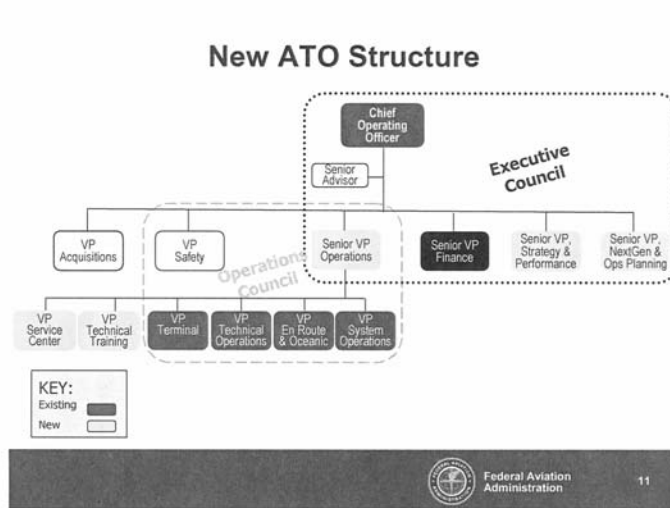 New ATO Structure
Chief
Operating
Officer
Senior
Advisor
Executive
Council
VP
Acquisitions
VP
Safety
Senior VP
Operations
Senior VP
Finance
Senior VP,
Strategy &
Performance
Senior VP,
NextGen &
Ops Planning
Operations
Council
VP
Service
Center
VP
Technical
Training
VP
Terminal
VP
Technical
Operations
VP
En Route
& Oceanic
VP
System
Operations
KEY:
Existing
New
Federal Aviation
Administration
11